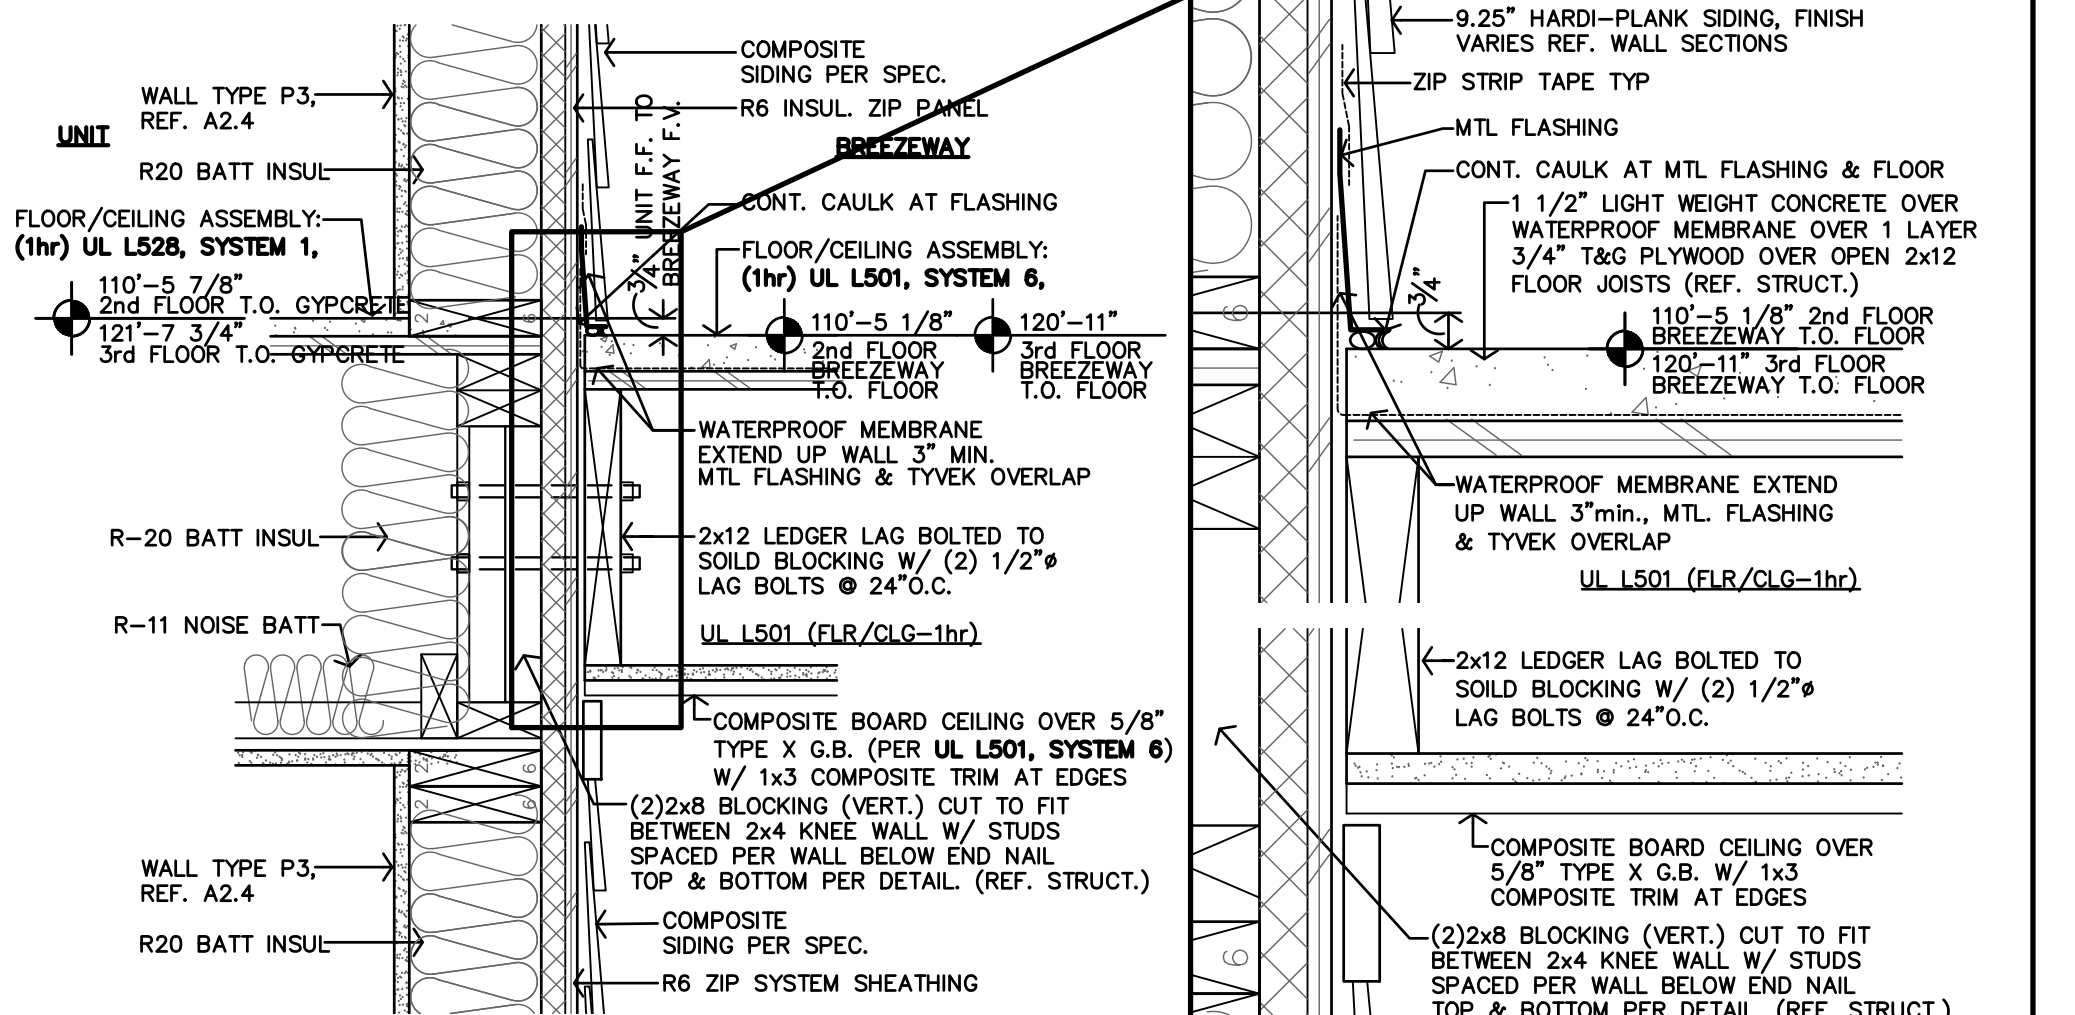 COMPOSITE
SIDING PER SPEC.
WALL TYPE P3,
REF. A2.4
R6 INSUL. ZIP PANEL
UNIT
BREEZEWAY
R20 BATT INSUL
3/4" UNIT F.F. TO
BREEZEWAY F.V.
CONT. CAULK AT FLASHING
FLOOR/CEILING ASSEMBLY:
(1hr) UL L528, SYSTEM 1,
FLOOR/CEILING ASSEMBLY:
(1hr) UL L501, SYSTEM 6,
110'-5 7/8"
2nd FLOOR T.O. GYPCRETE
121'-7 3/4"
3rd FLOOR T.O. GYPCRETE
2
6
110'-5 1/8"
2nd FLOOR
BREEZEWAY
T.O. FLOOR
120'-11"
3rd FLOOR
BREEZEWAY
T.O. FLOOR
WATERPROOF MEMBRANE
EXTEND UP WALL 3" MIN.
MTL FLASHING & TYVEK OVERLAP
R-20 BATT INSUL
2x12 LEDGER LAG BOLTED TO
SOILD BLOCKING W/ (2) 1/2"ø
LAG BOLTS @ 24"O.C.
R-11 NOISE BATT
UL L501 (FLR/CLG-1hr)
COMPOSITE BOARD CEILING OVER 5/8"
TYPE X G.B. (PER UL L501, SYSTEM 6)
W/ 1x3 COMPOSITE TRIM AT EDGES
2
6
2
6
(2)2x8 BLOCKING (VERT.) CUT TO FIT
BETWEEN 2x4 KNEE WALL W/ STUDS
SPACED PER WALL BELOW END NAIL
TOP & BOTTOM PER DETAIL. (REF. STRUCT.)
WALL TYPE P3,
REF. A2.4
COMPOSITE
SIDING PER SPEC.
R20 BATT INSUL
R6 ZIP SYSTEM SHEATHING
9.25" HARDI-PLANK SIDING, FINISH
VARIES REF. WALL SECTIONS
ZIP STRIP TAPE TYP
MTL FLASHING
CONT. CAULK AT MTL FLASHING & FLOOR
1 1/2" LIGHT WEIGHT CONCRETE OVER
WATERPROOF MEMBRANE OVER 1 LAYER
3/4" T&G PLYWOOD OVER OPEN 2x12
FLOOR JOISTS (REF. STRUCT.)
3/4"
6
110'-5 1/8" 2nd FLOOR
BREEZEWAY T.O. FLOOR
120'-11" 3rd FLOOR
BREEZEWAY T.O. FLOOR
WATERPROOF MEMBRANE EXTEND
UP WALL 3"min., MTL. FLASHING
& TYVEK OVERLAP
UL L501 (FLR/CLG-1hr)
2x12 LEDGER LAG BOLTED TO
SOILD BLOCKING W/ (2) 1/2"ø
LAG BOLTS @ 24"O.C.
COMPOSITE BOARD CEILING OVER
5/8" TYPE X G.B. W/ 1x3
COMPOSITE TRIM AT EDGES
6
(2)2x8 BLOCKING (VERT.) CUT TO FIT
BETWEEN 2x4 KNEE WALL W/ STUDS
SPACED PER WALL BELOW END NAIL
TOP & BOTTOM PER DETAIL. (REF. STRUCT.)